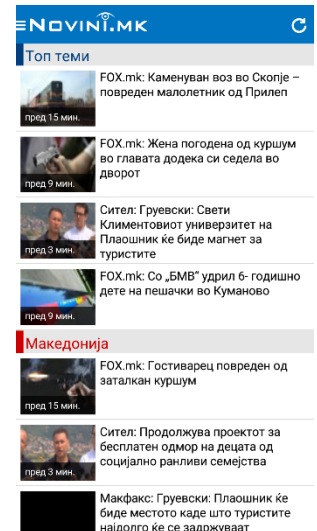 Novini.mk
Топ теми
FOX.mk: Каменуван воз во Скопје –
повреден малолетник од Прилеп
пред 15 мин.
FOX.mk: Жена погодена од куршум
во главата додека си седела во
дворот
пред 9 мин.
Сител: Груевски: Свети
Климентовиот универзитет на
Плаошник ќе биде магнет за
туристите
пред 3 мин.
FOX.mk: Со „БМВ“ удрил 6- годишно
дете на пешачки во Куманово
пред 9 мин.
Македонија
FOX.mk: Гостиварец повреден од
заталкан куршум
пред 15 мин.
Сител: Продолжува проектот за
бесплатен одмор на децата од
социјално ранливи семејства
пред 3 мин.
Макфакс: Груевски: Плаошник ќе
биде местото каде што туристите
најдолго ќе се задржуваат